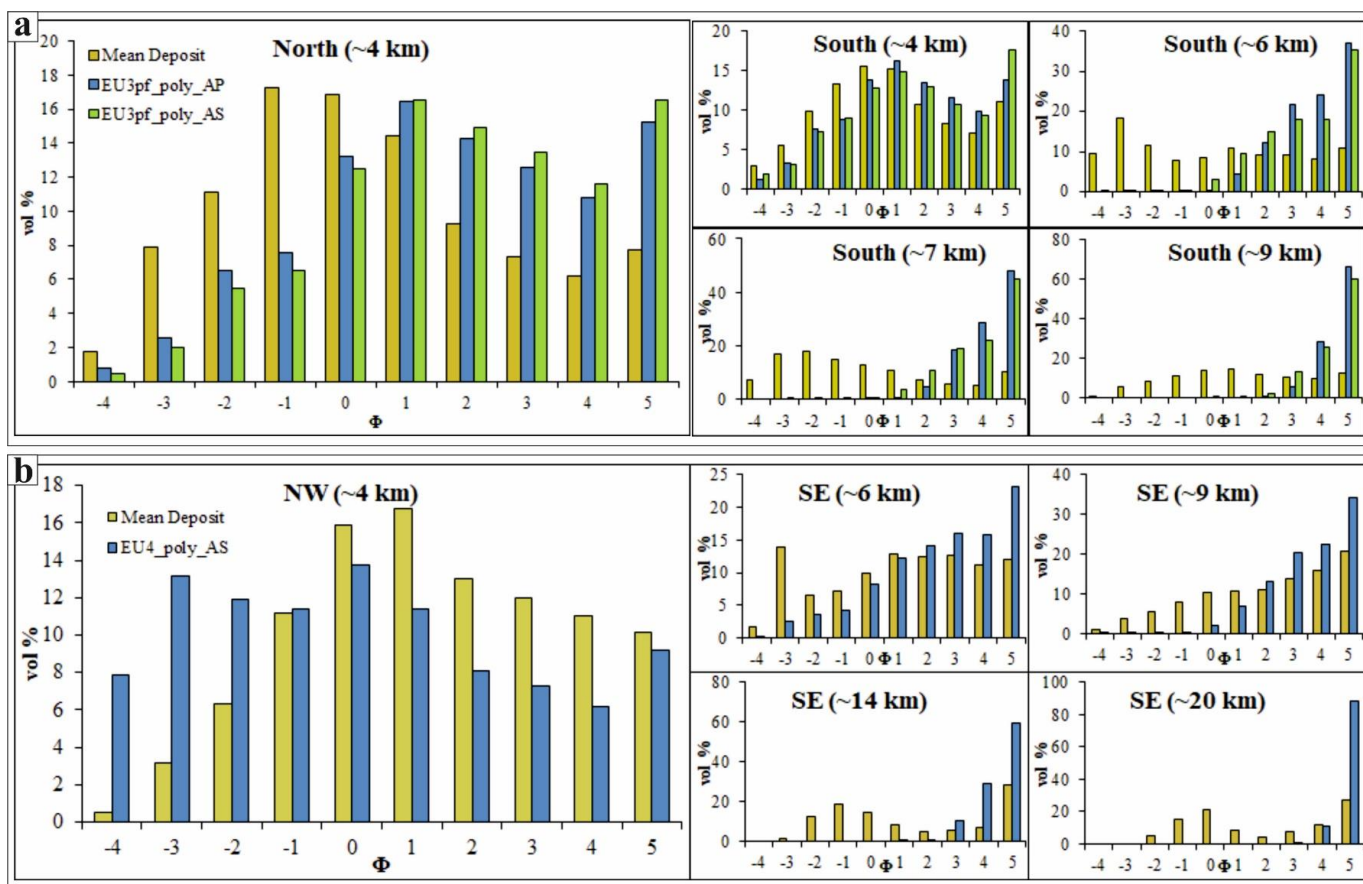 a
North (~4 km)
Mean Deposit
EU3pf_poly_AP
EU3pf_poly_AS
vol %
20
18
16
14
12
10
8
6
4
2
0
-4 -3 -2 -1 0 1 2 3 4 5
Φ
South (~4 km)
vol %
20
15
10
5
0
-4 -3 -2 -1 0 Φ 1 2 3 4 5
South (~6 km)
vol %
40
30
20
10
0
-4 -3 -2 -1 0 Φ 1 2 3 4 5
South (~7 km)
vol %
60
40
20
0
-4 -3 -2 -1 0 Φ 1 2 3 4 5
South (~9 km)
vol %
80
60
40
20
0
-4 -3 -2 -1 0 Φ 1 2 3 4 5
b
NW (~4 km)
Mean Deposit
EU4_poly_AS
vol %
18
16
14
12
10
8
6
4
2
0
-4 -3 -2 -1 0 1 2 3 4 5
Φ
SE (~6 km)
vol %
25
20
15
10
5
0
-4 -3 -2 -1 0 Φ 1 2 3 4 5
SE (~9 km)
vol %
40
30
20
10
0
-4 -3 -2 -1 0 Φ 1 2 3 4 5
SE (~14 km)
vol %
80
60
40
20
0
-4 -3 -2 -1 0 Φ 1 2 3 4 5
SE (~20 km)
vol %
100
80
60
40
20
0
-4 -3 -2 -1 0 Φ 1 2 3 4 5